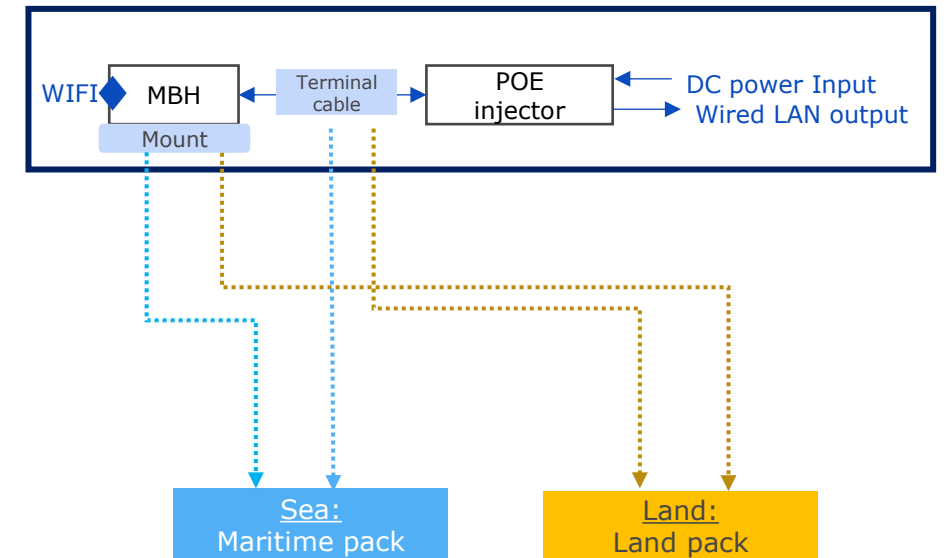 WIFI
MBH
Mount
Terminal
cable
POE
injector
DC power Input
Wired LAN output
Sea:
Maritime pack
Land:
Land pack